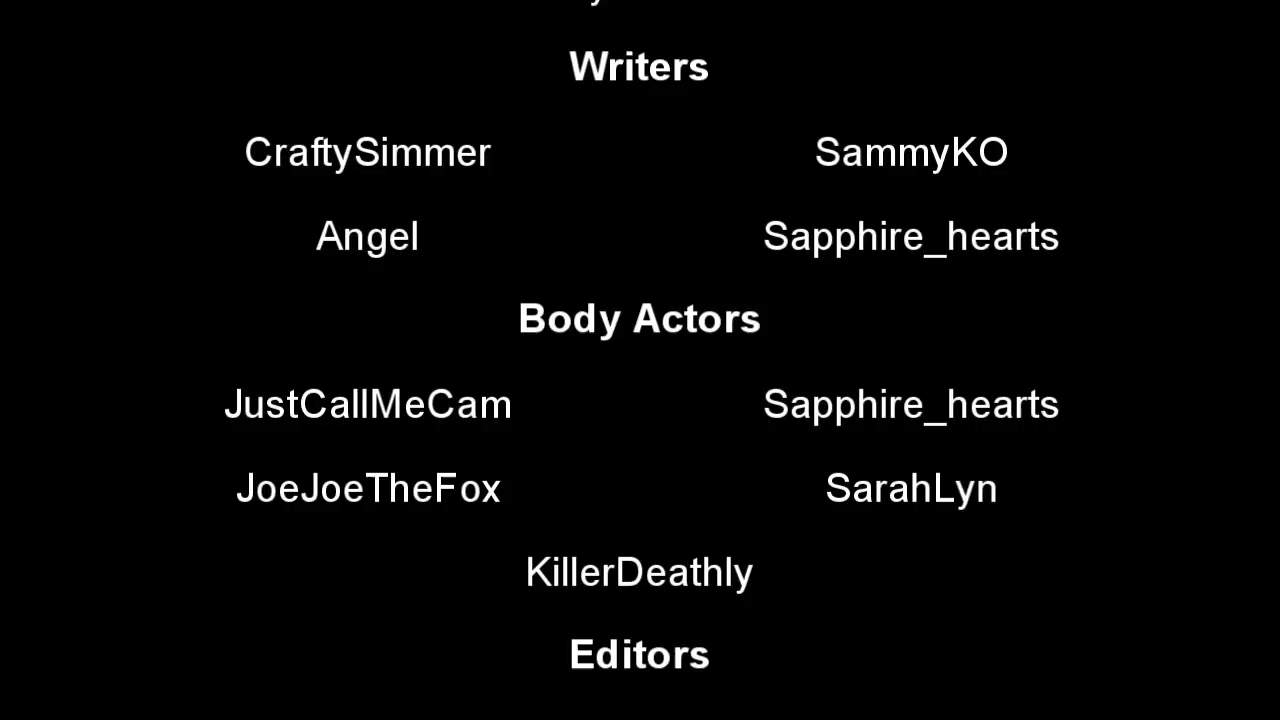 Writers
CraftySimmer SammyKO
Angel Sapphire_hearts
Body Actors
JustCallMeCam Sapphire_hearts
JoeJoeTheFox SarahLyn
KillerDeathly
Editors